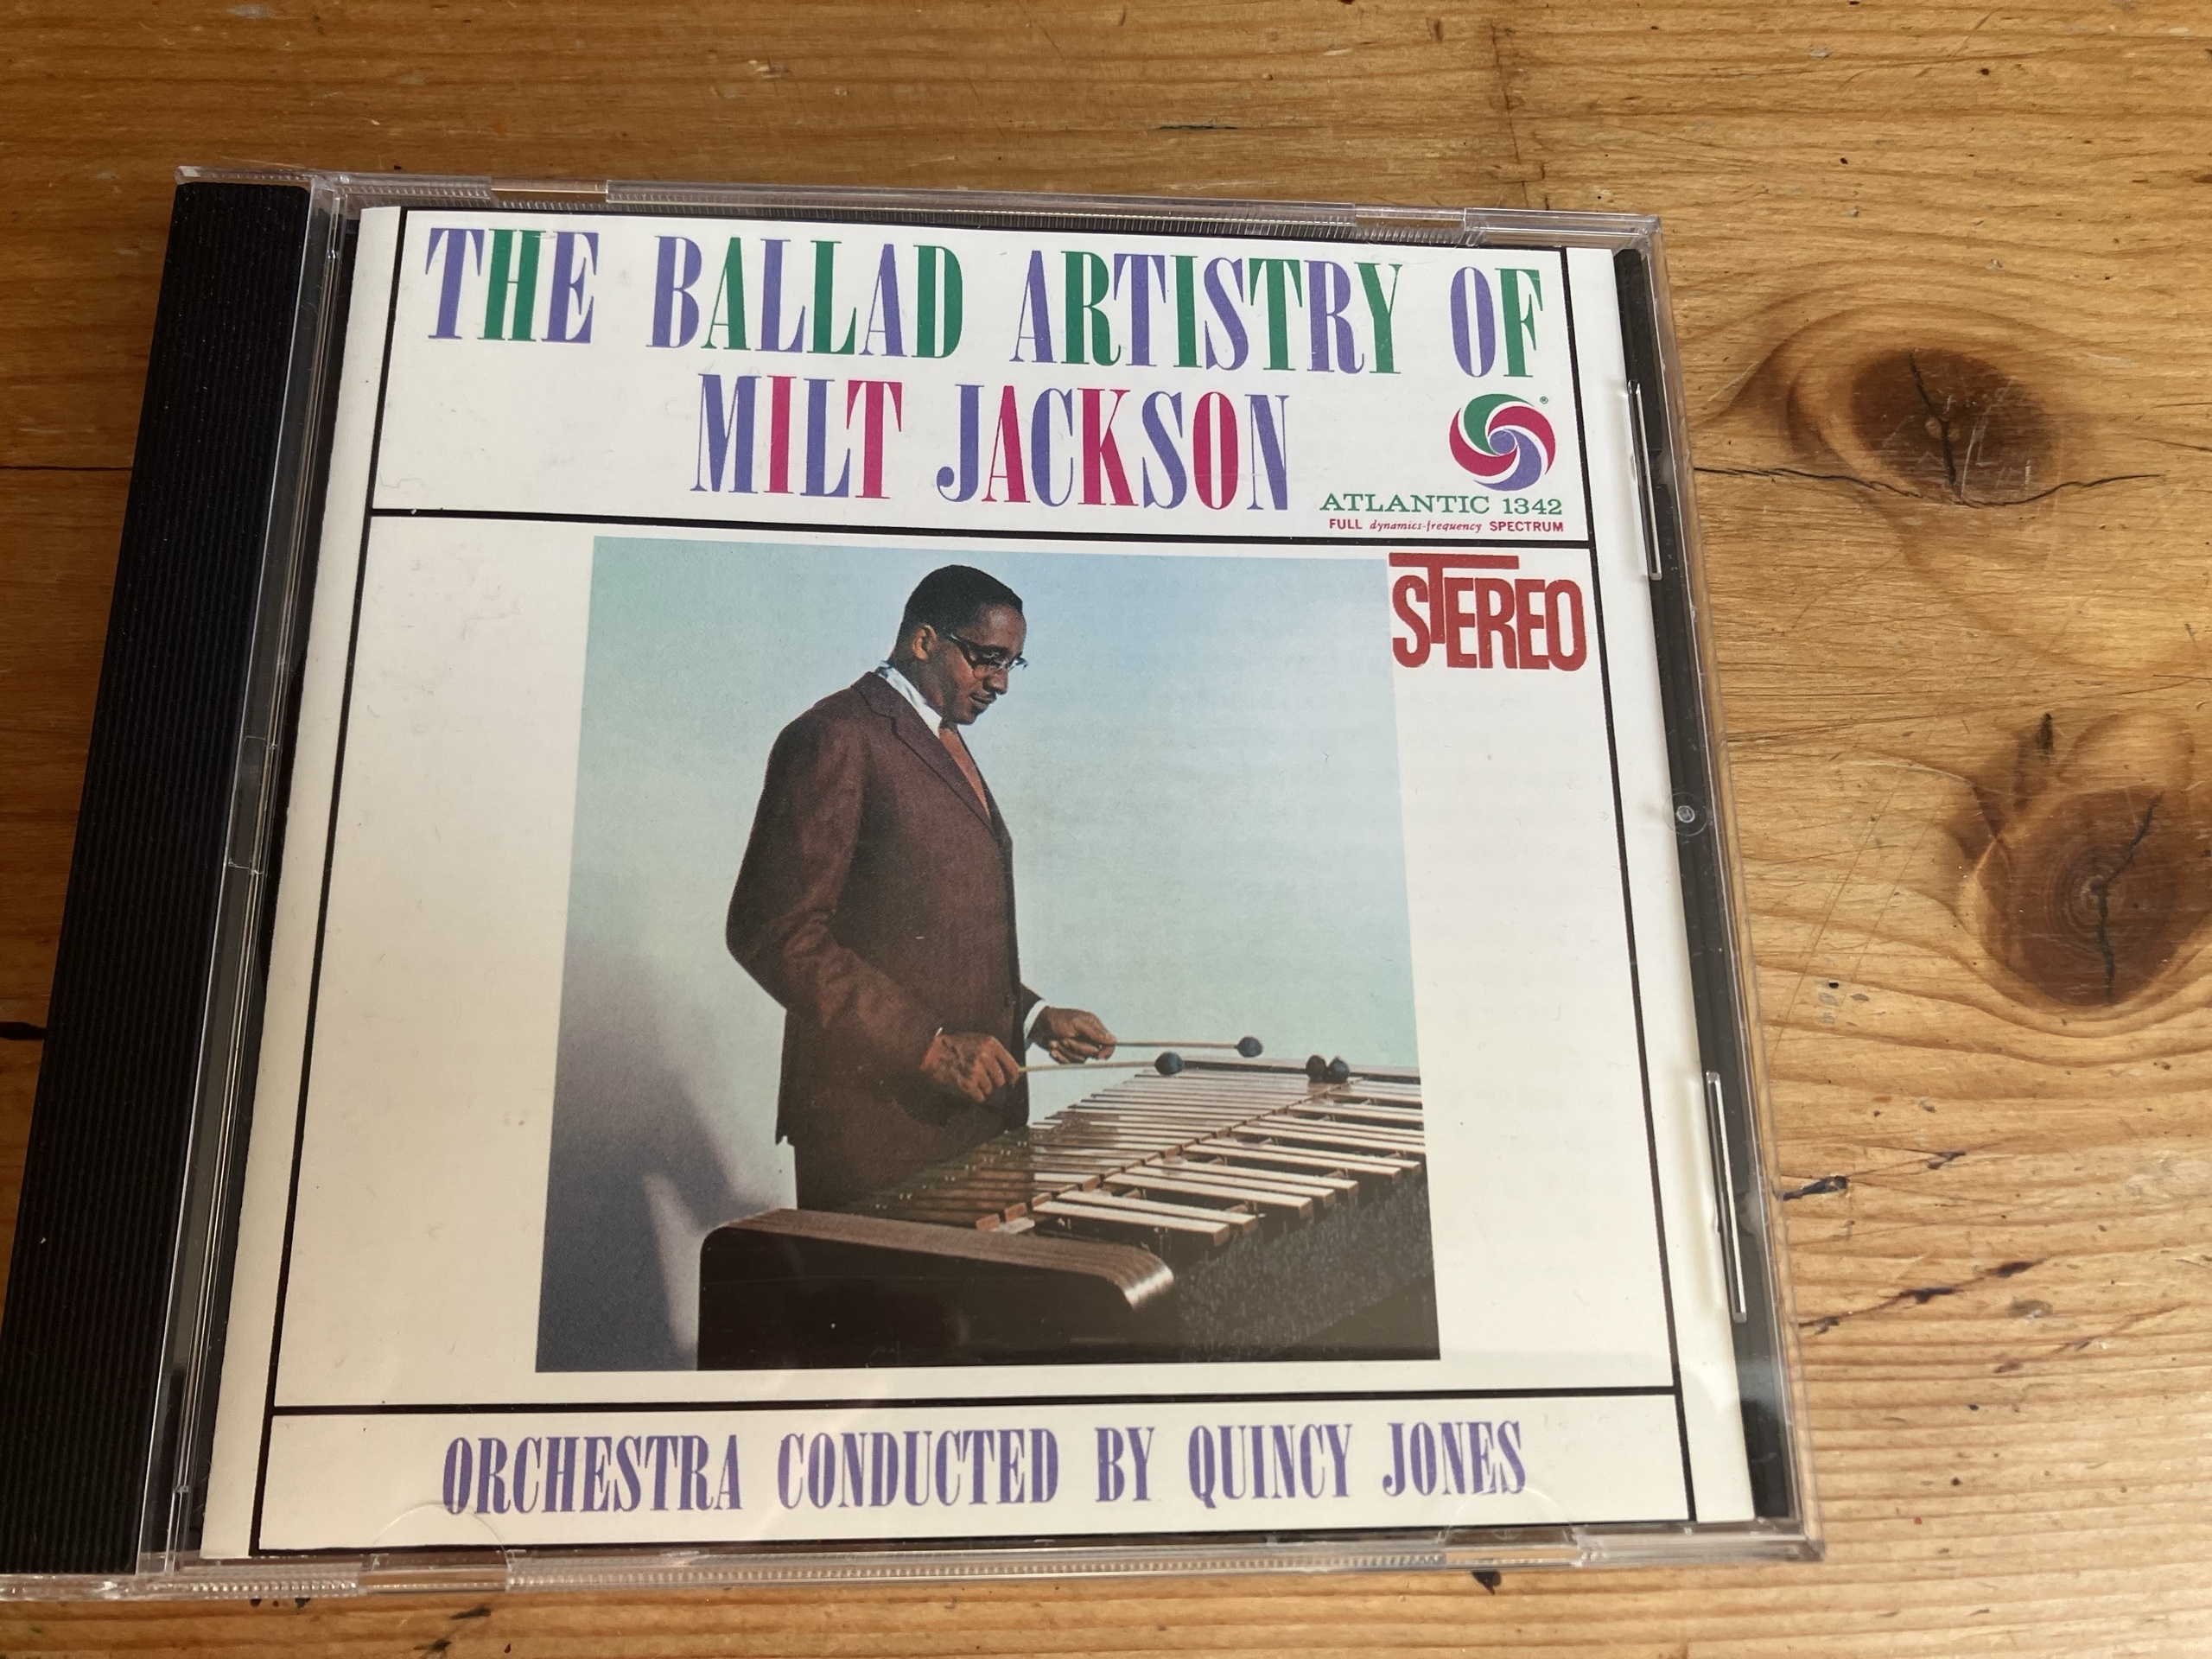 THE BALLAD ARTISTRY OF
MILT JACKSON
®
ATLANTIC 1342
FULL dynamics-frequency SPECTRUM
STEREO
ORCHESTRA CONDUCTED BY QUINCY JONES